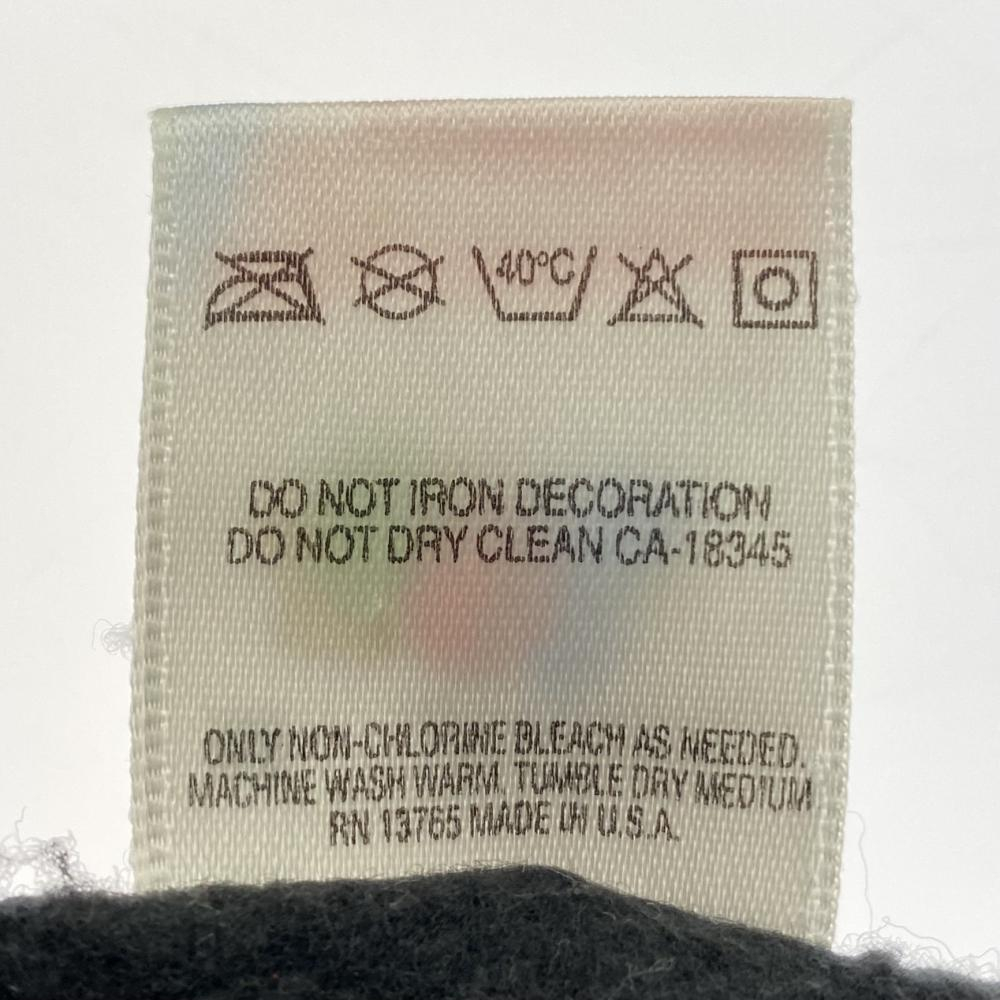 40°C
DO NOT IRON DECORATION
DO NOT DRY CLEAN CA-18345
ONLY NON-CHLORINE BLEACH AS NEEDED.
MACHINE WASH WARM. TUMBLE DRY MEDIUM
RN 13765 MADE IN U.S.A.